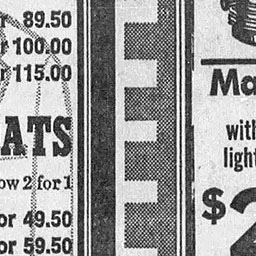 r 89.50
or 100.00
r 115.00
ATS
ow 2 for 1
or 49.50
or 59.50
Ma
with
light
$2